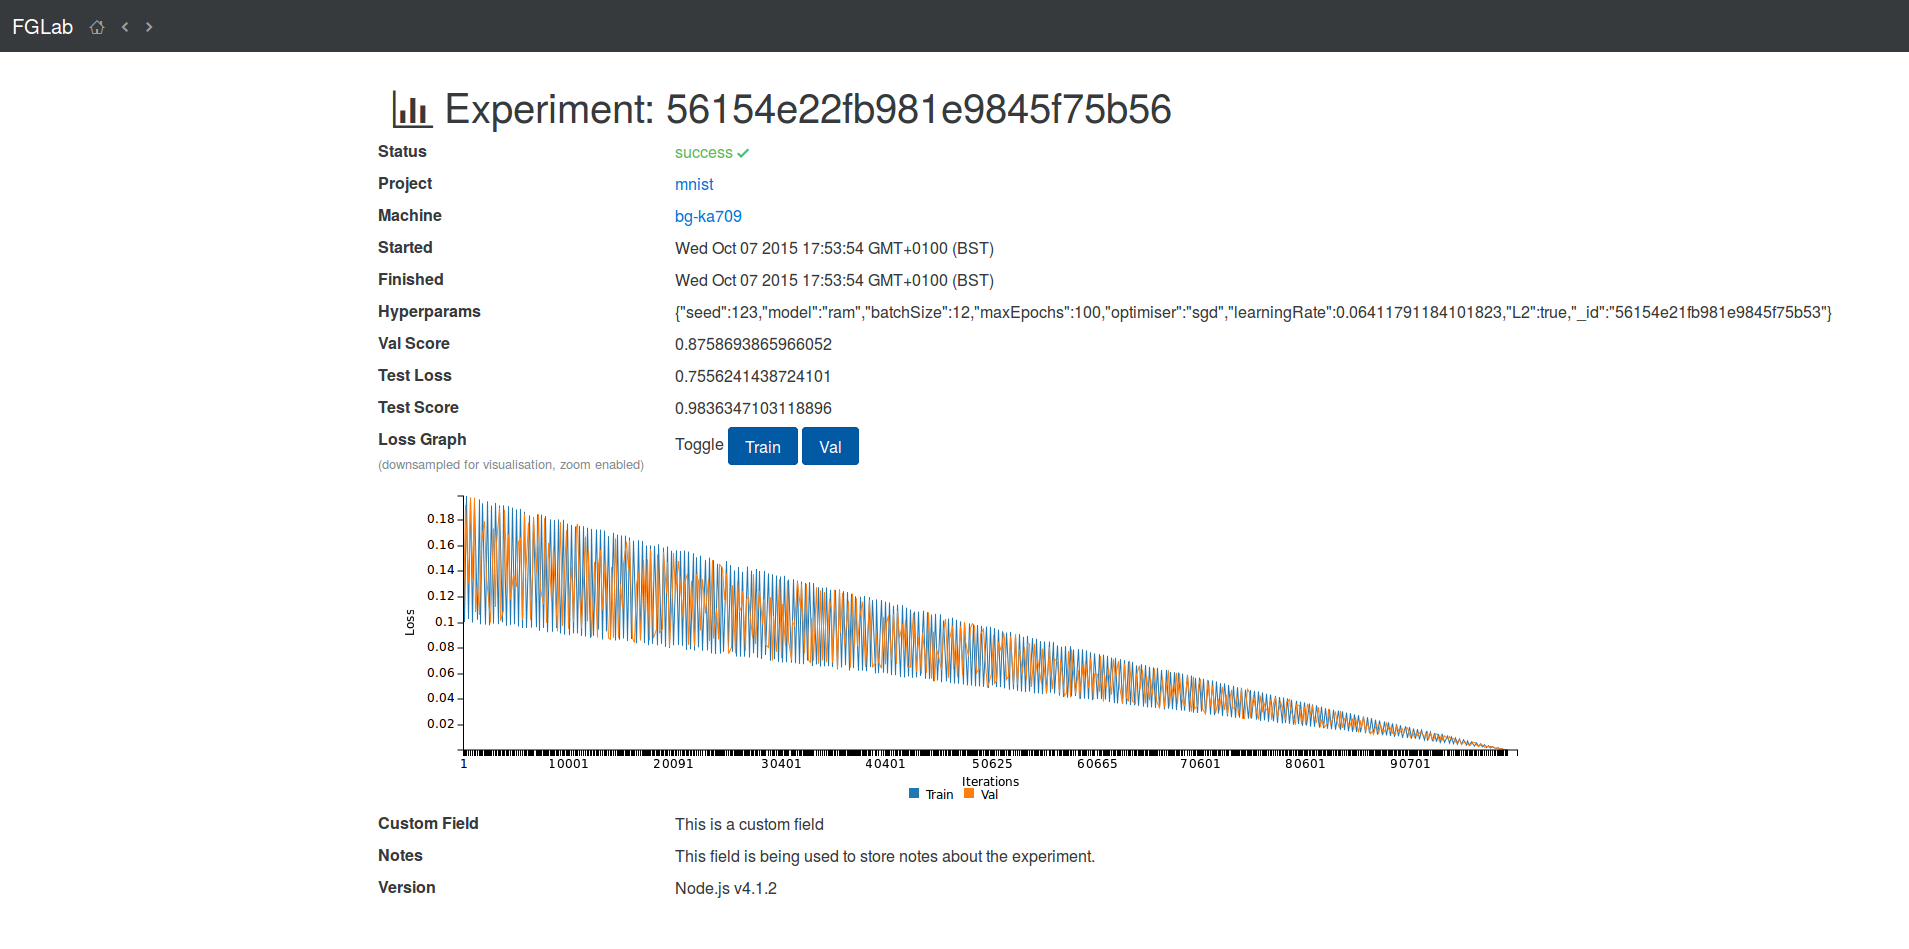 FGLab
Experiment: 56154e22fb981e9845f75b56
Status success
Project mnist
Machine bg-ka709
Started Wed Oct 07 2015 17:53:54 GMT+0100 (BST)
Finished Wed Oct 07 2015 17:53:54 GMT+0100 (BST)
Hyperparams {"seed":123,"model":"ram","batchSize":12,"maxEpochs":100,"optimiser":"sgd","learningRate":0.06411791184101823,"L2":true,"_id":"56154e21fb981e9845f75b53"}
Val Score 0.8758693865966052
Test Loss 0.7556241438724101
Test Score 0.9836347103118896
Loss Graph Toggle Train Val
(downsampled for visualisation, zoom enabled)
0.18
0.16
0.14
0.12
0.1
0.08
0.06
0.04
0.02
Loss
1 10001 20091 30401 40401 50625 60665 70601 80601 90701
Iterations
Train Val
Custom Field This is a custom field
Notes This field is being used to store notes about the experiment.
Version Node.js v4.1.2